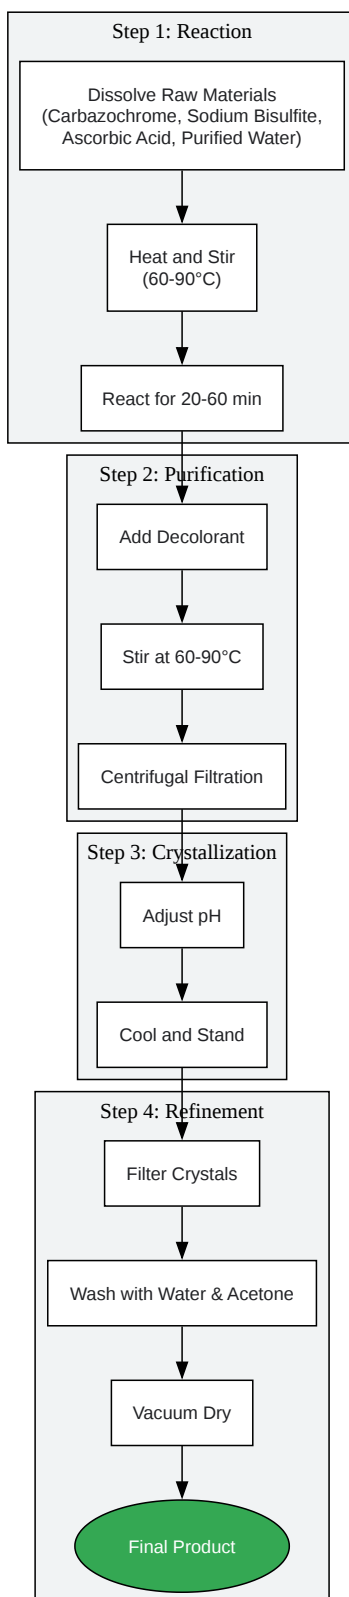 Step 1: Reaction
Dissolve Raw Materials
(Carbazochrome, Sodium Bisulfite,
Ascorbic Acid, Purified Water)
Heat and Stir
(60-90°C)
React for 20-60 min
Step 2: Purification
Add Decolorant
Stir at 60-90°C
Centrifugal Filtration
Step 3: Crystallization
Adjust pH
Cool and Stand
Step 4: Refinement
Filter Crystals
Wash with Water & Acetone
Vacuum Dry
Final Product